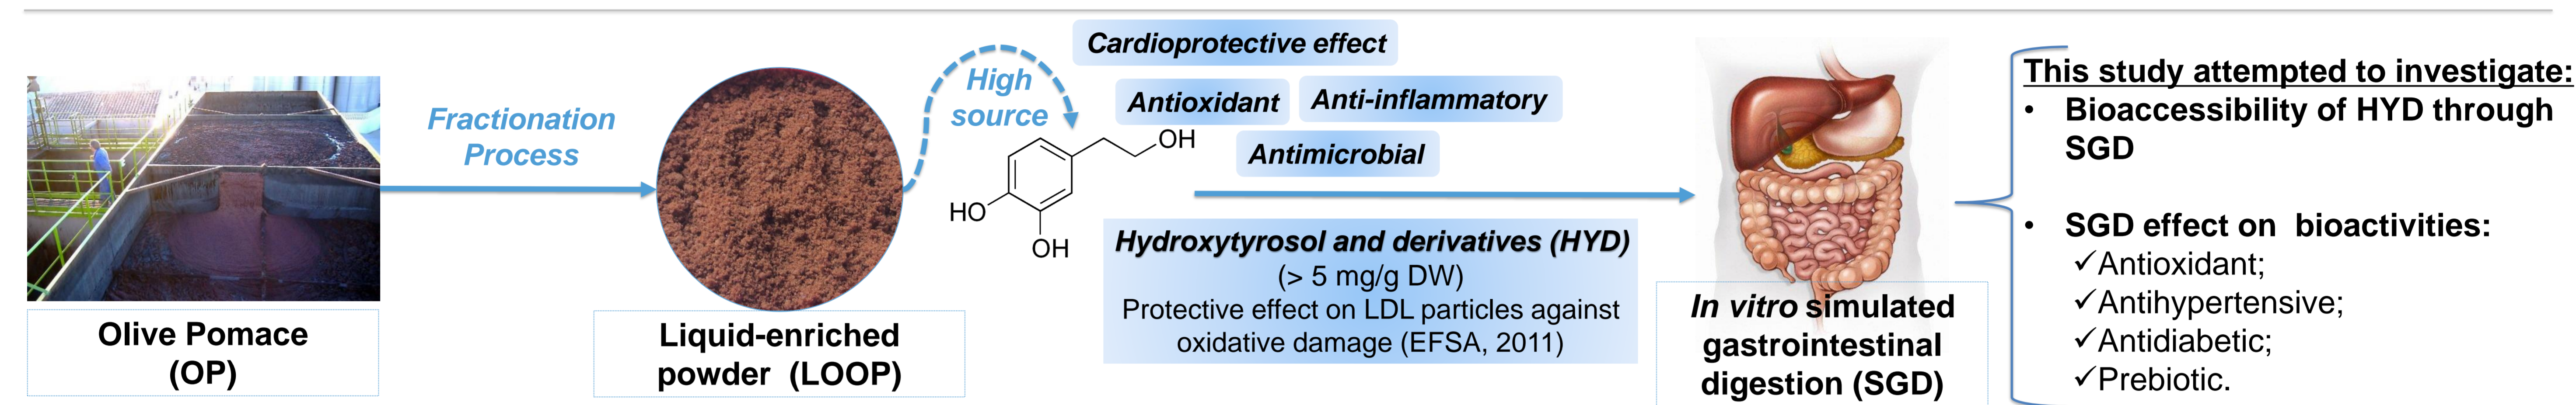 Olive Pomace
(OP)
Fractionation
Process
Liquid-enriched
powder (LOOP)
High
source
HO
OH
OH
Cardioprotective effect
Antioxidant
Anti-inflammatory
Antimicrobial
Hydroxytyrosol and derivatives (HYD)
(> 5 mg/g DW)
Protective effect on LDL particles against
oxidative damage (EFSA, 2011)
In vitro simulated
gastrointestinal
digestion (SGD)
This study attempted to investigate:
• Bioaccessibility of HYD through
SGD
• SGD effect on bioactivities:
✓Antioxidant;
✓Antihypertensive;
✓Antidiabetic;
✓Prebiotic.